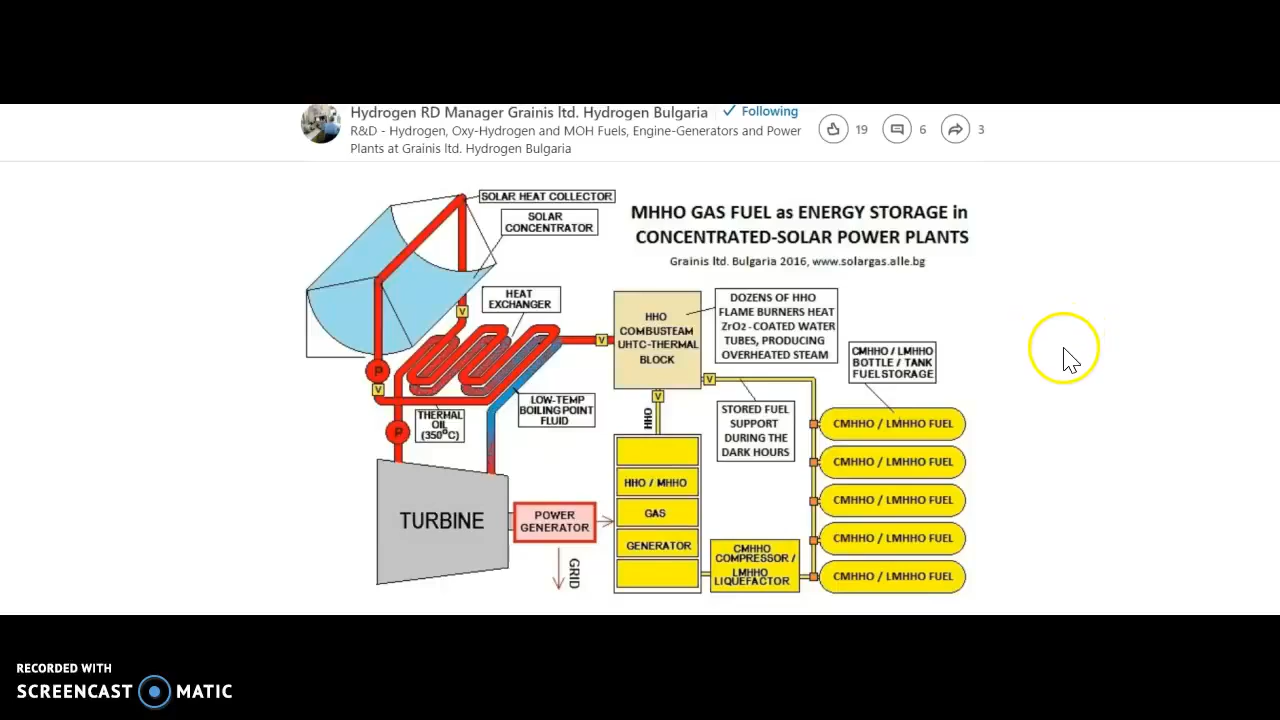 Hydrogen RD Manager Grainis ltd. Hydrogen Bulgaria
Following
R&D - Hydrogen, Oxy-Hydrogen and MOH Fuels, Engine-Generators and Power
Plants at Grainis ltd. Hydrogen Bulgaria
19
6
3
SOLAR HEAT COLLECTOR
SOLAR
CONCENTRATOR
MHHO GAS FUEL as ENERGY STORAGE in
CONCENTRATED-SOLAR POWER PLANTS
Grainis ltd. Bulgaria 2016, www.solargas.alle.bg
HEAT
EXCHANGER
V
HHO
COMBUSTEAM
UHTC-THERMAL
BLOCK
DOZENS OF HHO
FLAME BURNERS HEAT
ZrO2-COATED WATER
TUBES, PRODUCING
OVERHEATED STEAM
V
CMHHO / LMHHO
BOTTLE / TANK
FUEL STORAGE
P
V
V
V
THERMAL
OIL
(350°C)
LOW-TEMP
BOILING POINT
FLUID
HHO
STORED FUEL
SUPPORT
DURING THE
DARK HOURS
P
CMHHO / LMHHO FUEL
CMHHO / LMHHO FUEL
CMHHO / LMHHO FUEL
CMHHO / LMHHO FUEL
CMHHO / LMHHO FUEL
TURBINE
POWER
GENERATOR
GRID
HHO / MHHO
GAS
GENERATOR
CMHHO
COMPRESSOR /
LMHHO
LIQUEFACTOR
RECORDED WITH
SCREENCAST MATIC